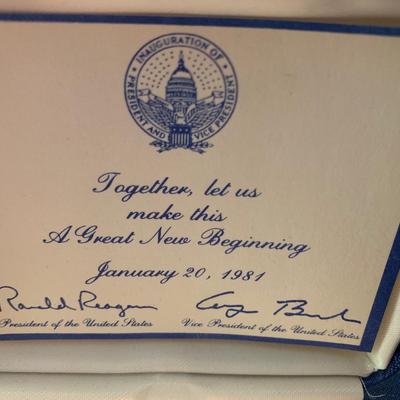 INAUGURATION OF
PRESIDENT AND VICE PRESIDENT
Together, let us
make this
A Great New Beginning
January 20, 1981
Ronald Reagan
President of the United States
George Bush
Vice President of the United States